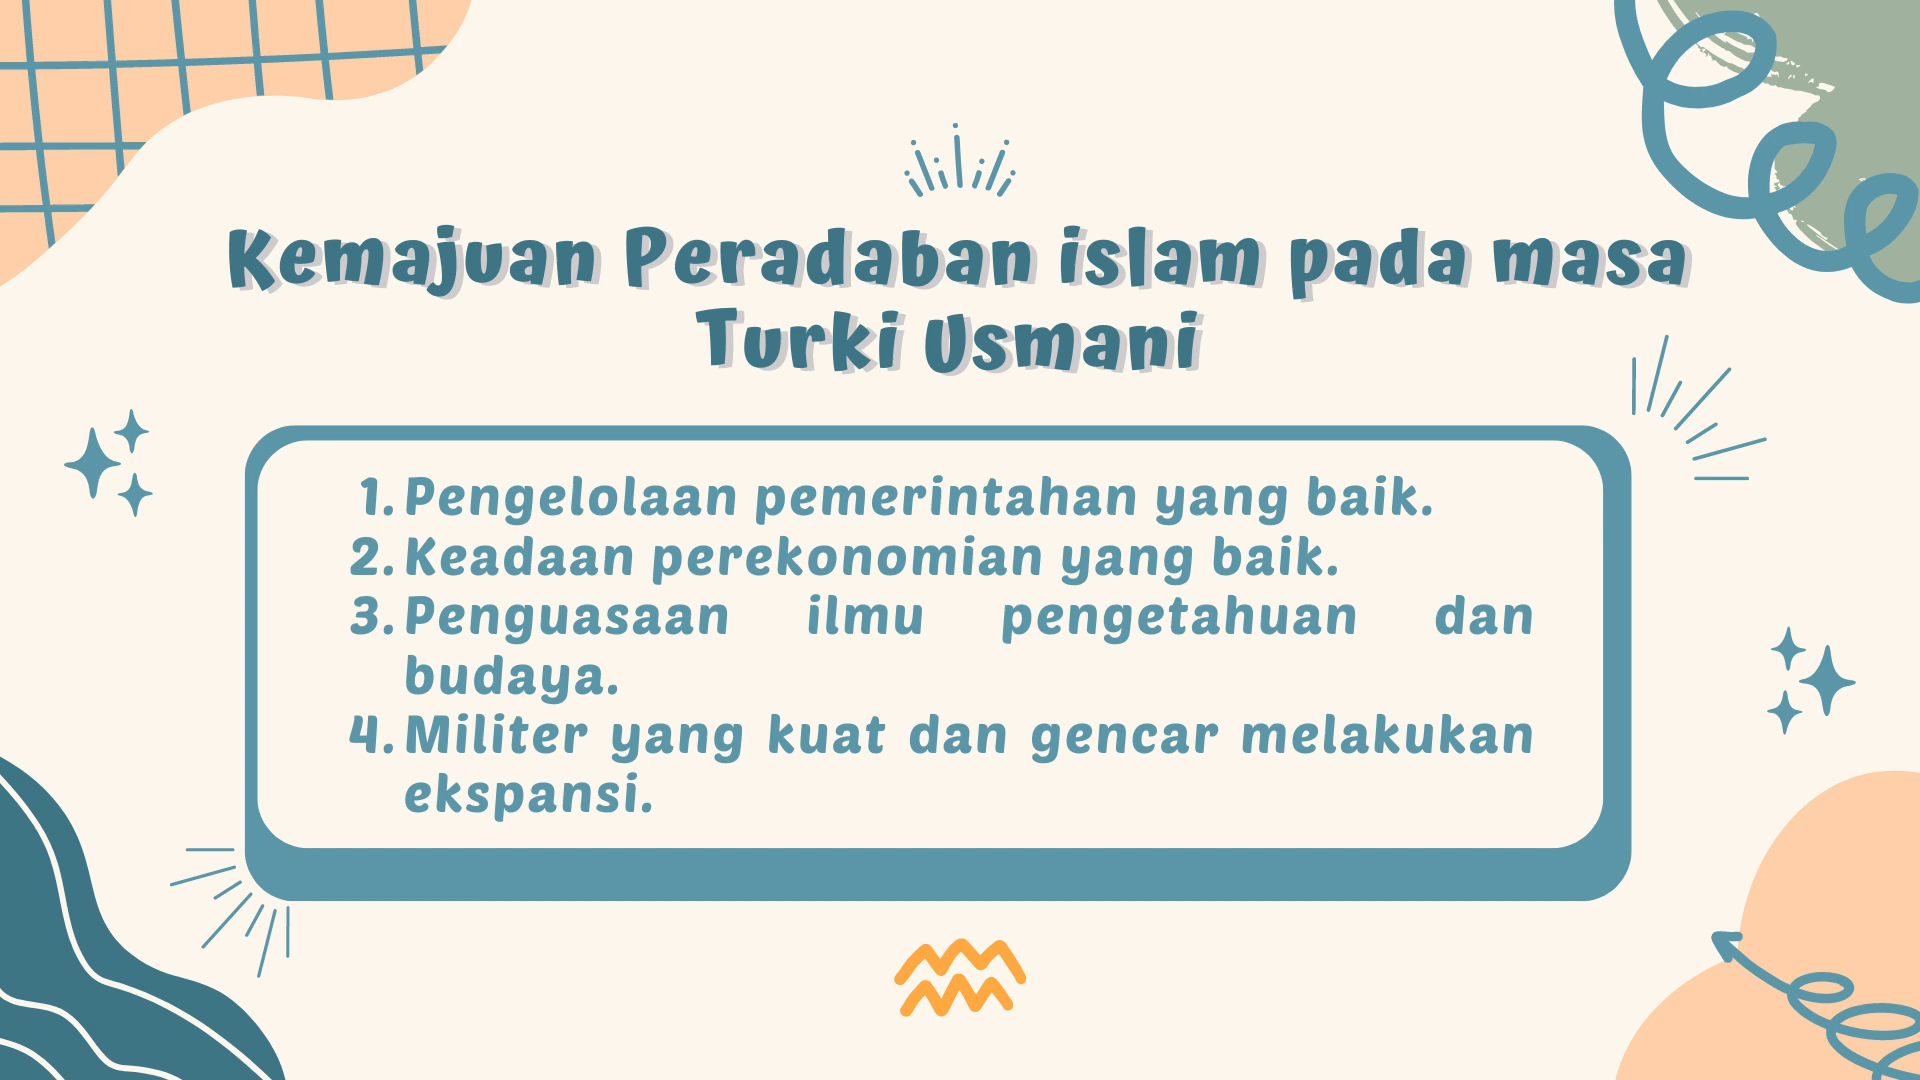 Kemajuan Peradaban islam pada masa
Turki Usmani
1. Pengelolaan pemerintahan yang baik.
2. Keadaan perekonomian yang baik.
3. Penguasaan ilmu pengetahuan dan
budaya.
4. Militer yang kuat dan gencar melakukan
ekspansi.